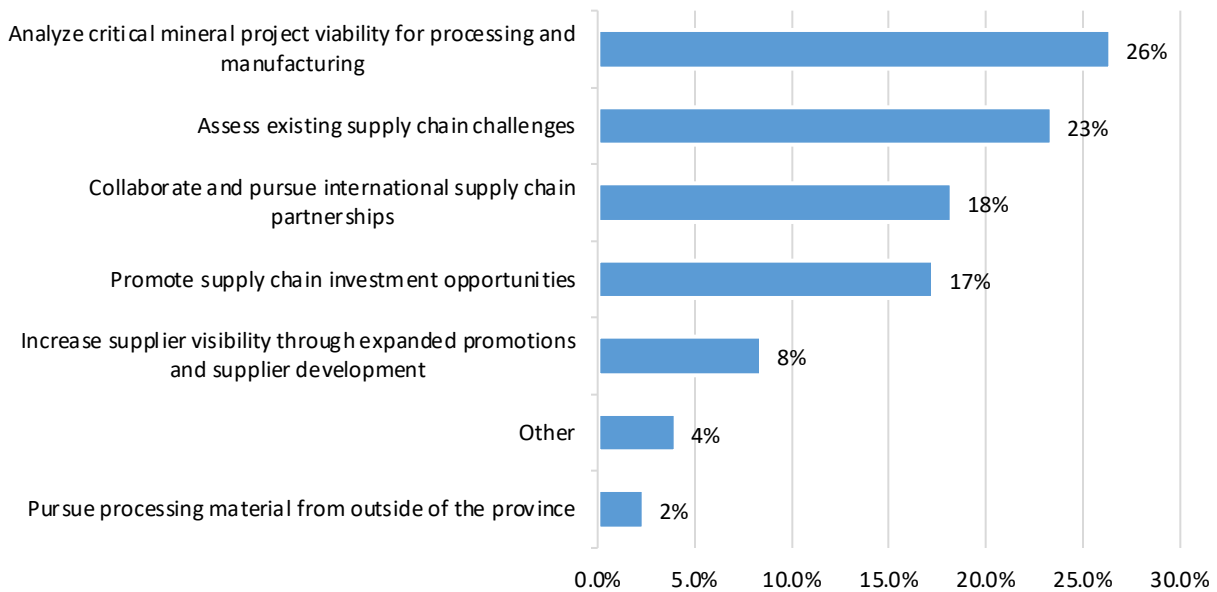 Analyze critical mineral project viability for processing and
manufacturing
26%
Assess existing supply chain challenges
23%
Collaborate and pursue international supply chain
partnerships
18%
Promote supply chain investment opportunities
17%
Increase supplier visibility through expanded promotions
and supplier development
8%
Other
4%
Pursue processing material from outside of the province
2%
0.0% 5.0% 10.0% 15.0% 20.0% 25.0% 30.0%